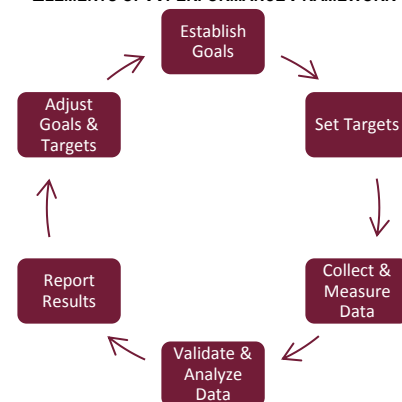 Establish
Goals
Set Targets
Collect &
Measure
Data
Validate &
Analyze
Data
Report
Results
Adjust
Goals &
Targets